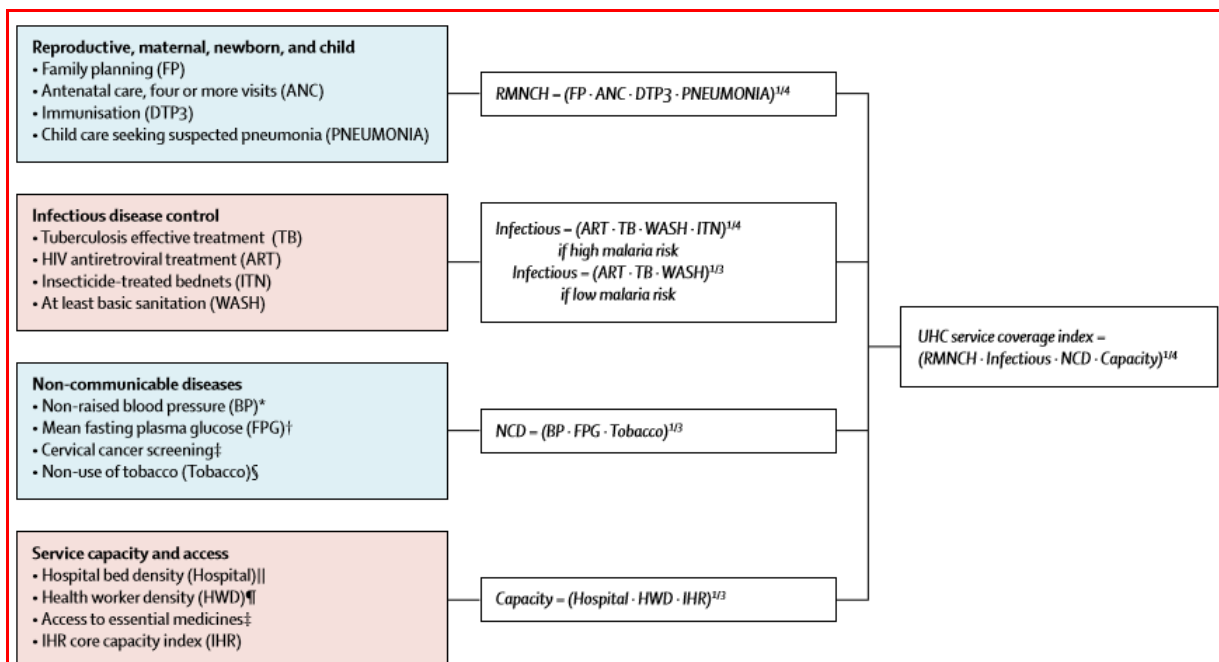 Reproductive, maternal, newborn, and child
• Family planning (FP)
• Antenatal care, four or more visits (ANC)
• Immunisation (DTP3)
• Child care seeking suspected pneumonia (PNEUMONIA)
RMNCH = (FP · ANC · DTP3 · PNEUMONIA)¹/⁴
Infectious disease control
• Tuberculosis effective treatment (TB)
• HIV antiretroviral treatment (ART)
• Insecticide-treated bednets (ITN)
• At least basic sanitation (WASH)
Infectious = (ART · TB · WASH · ITN)¹/⁴
if high malaria risk
Infectious = (ART · TB · WASH)¹/³
if low malaria risk
Non-communicable diseases
• Non-raised blood pressure (BP)*
• Mean fasting plasma glucose (FPG)†
• Cervical cancer screening‡
• Non-use of tobacco (Tobacco)§
NCD = (BP · FPG · Tobacco)¹/³
Service capacity and access
• Hospital bed density (Hospital)||
• Health worker density (HWD)¶
• Access to essential medicines‡
• IHR core capacity index (IHR)
Capacity = (Hospital · HWD · IHR)¹/³
UHC service coverage index =
(RMNCH · Infectious · NCD · Capacity)¹/⁴